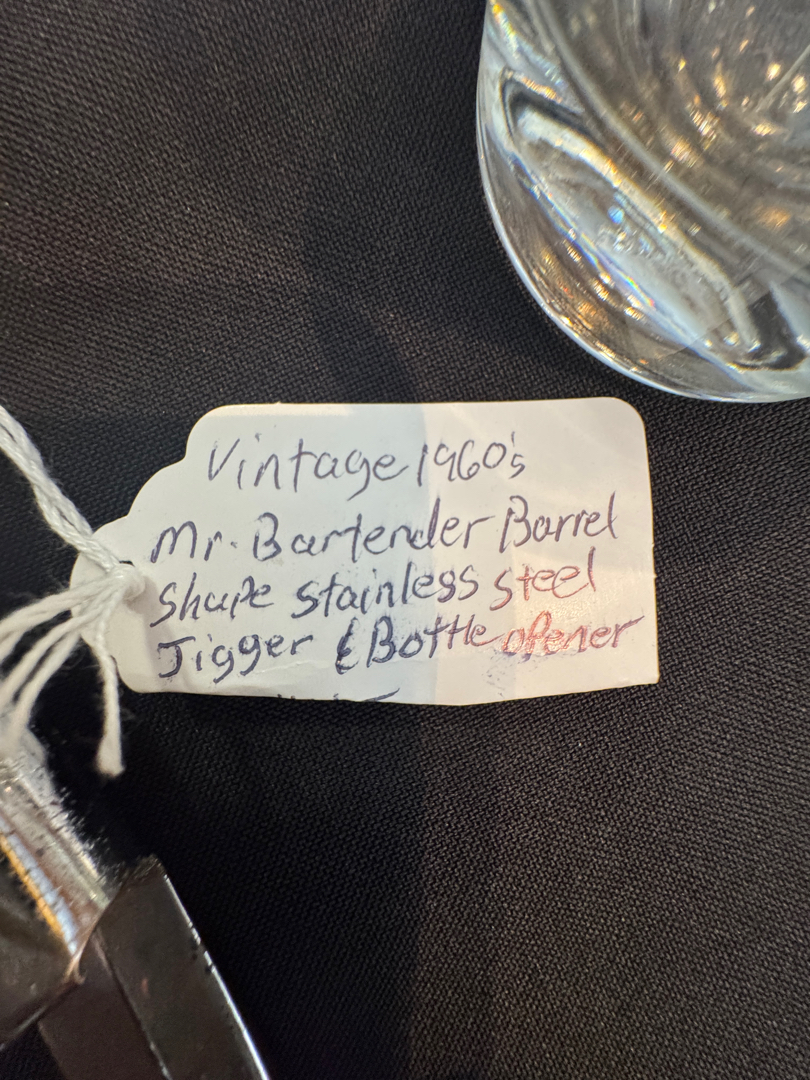 Vintage 1960's
Mr. Bartender Barrel
Shape Stainless Steel
Jigger & Bottle opener